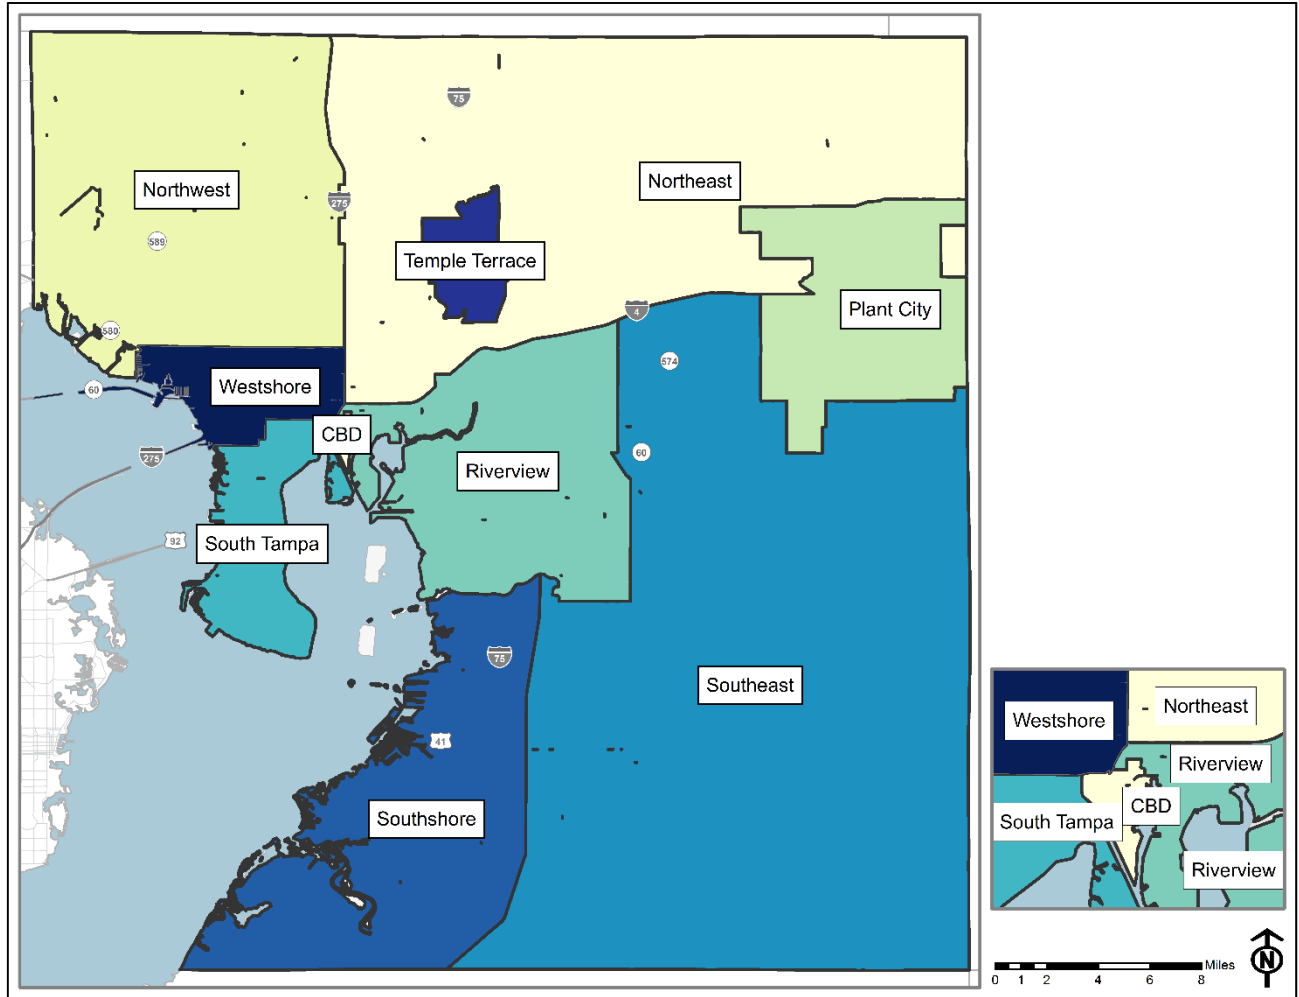 75
Northeast
Northwest
275
589
Temple Terrace
Plant City
4
580
574
Westshore
60
CBD
60
275
Riverview
92
South Tampa
75
Southeast
41
Southshore
Westshore
Northeast
Riverview
CBD
South Tampa
Riverview
Miles
0 1 2 4 6 8
N